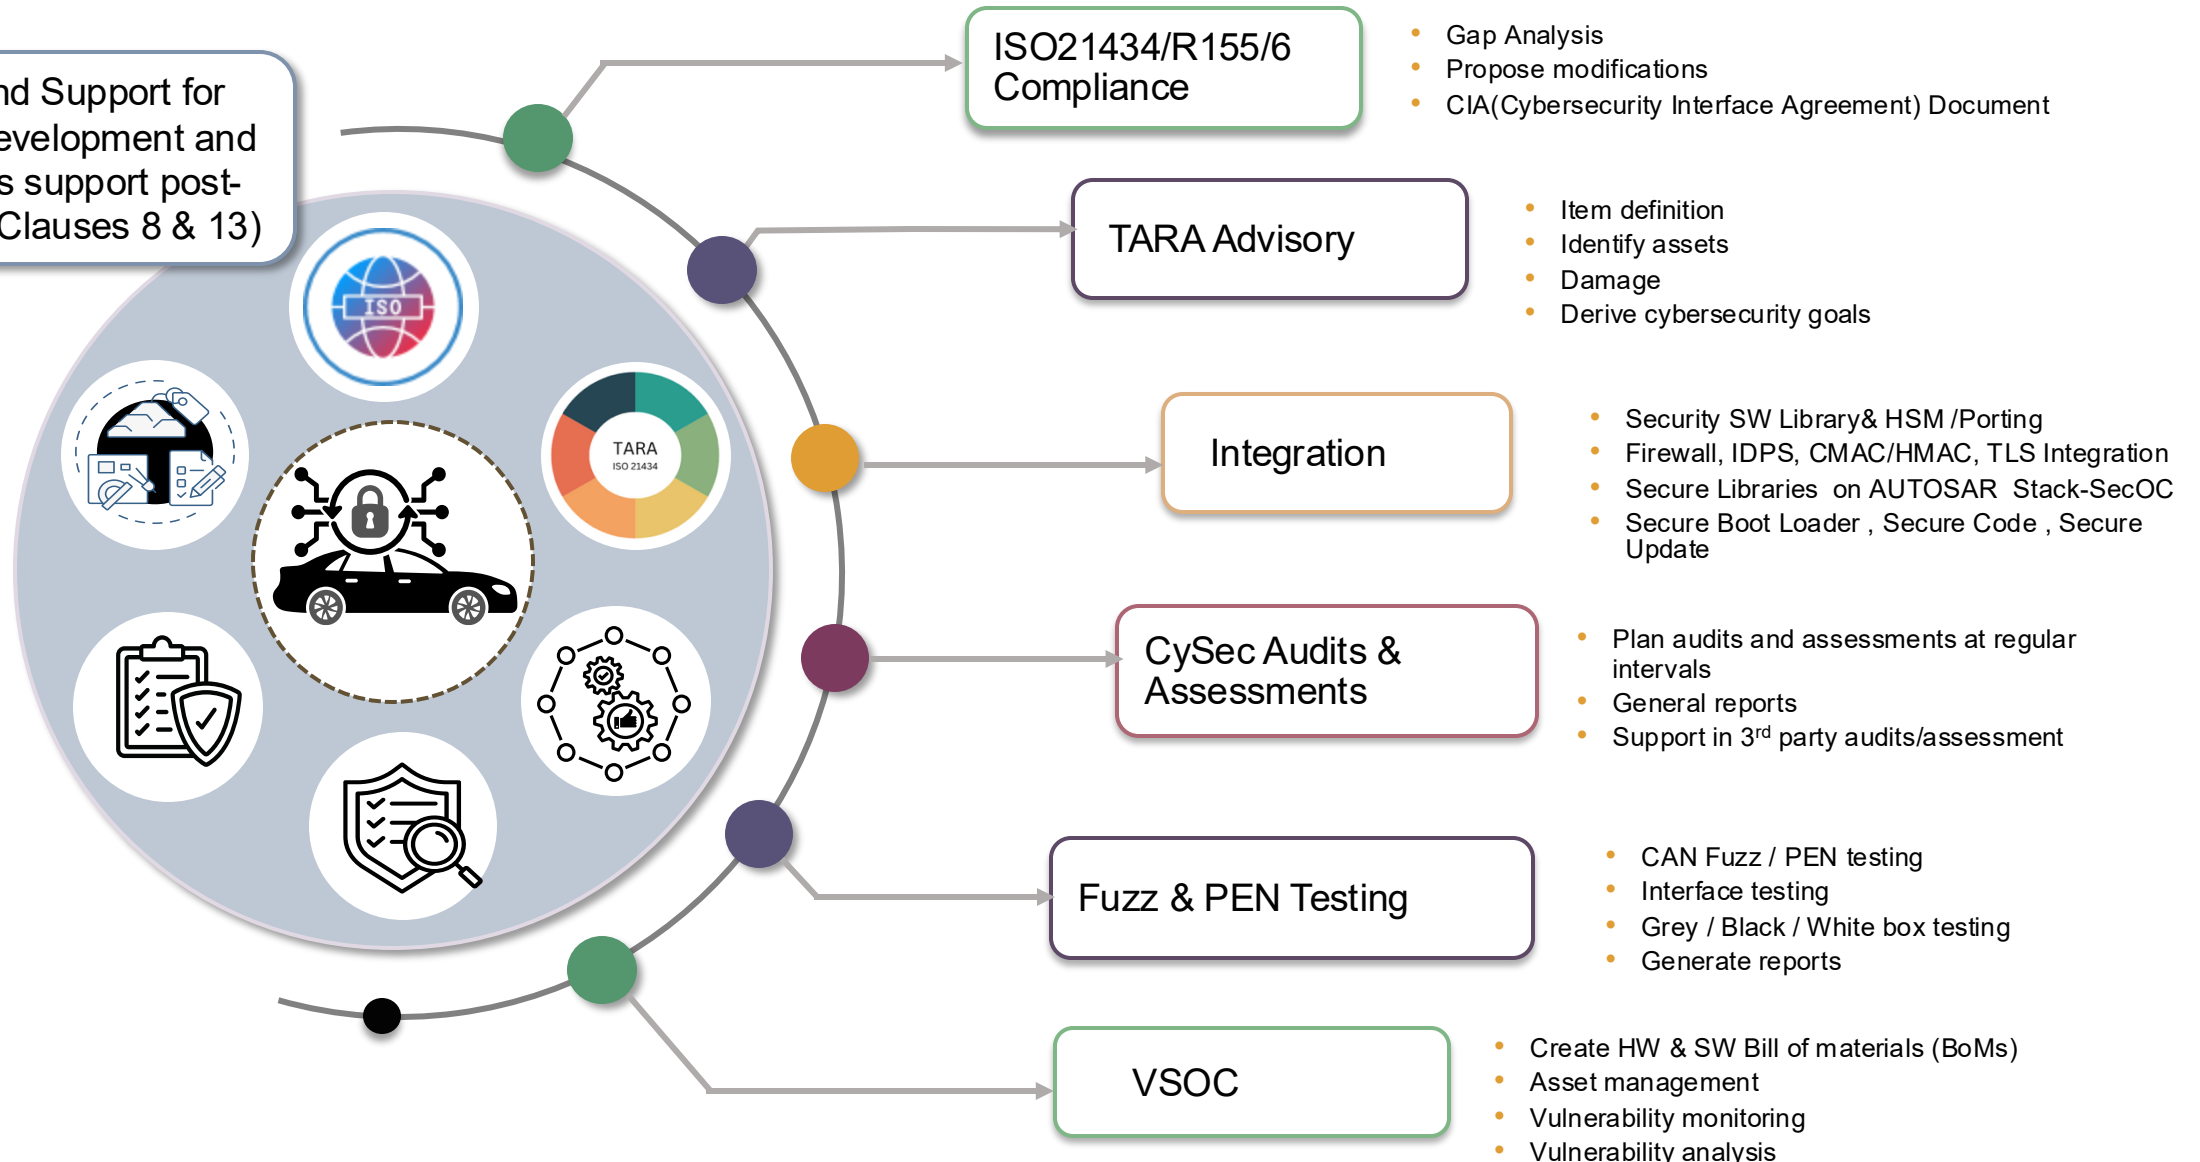 nd Support for
evelopment and
s support post-
Clauses 8 & 13)
ISO
TARA
ISO 21434
ISO21434/R155/6
Compliance
• Gap Analysis
• Propose modifications
• CIA(Cybersecurity Interface Agreement) Document
TARA Advisory
• Item definition
• Identify assets
• Damage
• Derive cybersecurity goals
Integration
• Security SW Library& HSM /Porting
• Firewall, IDPS, CMAC/HMAC, TLS Integration
• Secure Libraries on AUTOSAR Stack-SecOC
• Secure Boot Loader , Secure Code , Secure
Update
CySec Audits &
Assessments
• Plan audits and assessments at regular
intervals
• General reports
• Support in 3rd party audits/assessment
Fuzz & PEN Testing
• CAN Fuzz / PEN testing
• Interface testing
• Grey / Black / White box testing
• Generate reports
VSOC
• Create HW & SW Bill of materials (BoMs)
• Asset management
• Vulnerability monitoring
• Vulnerability analysis